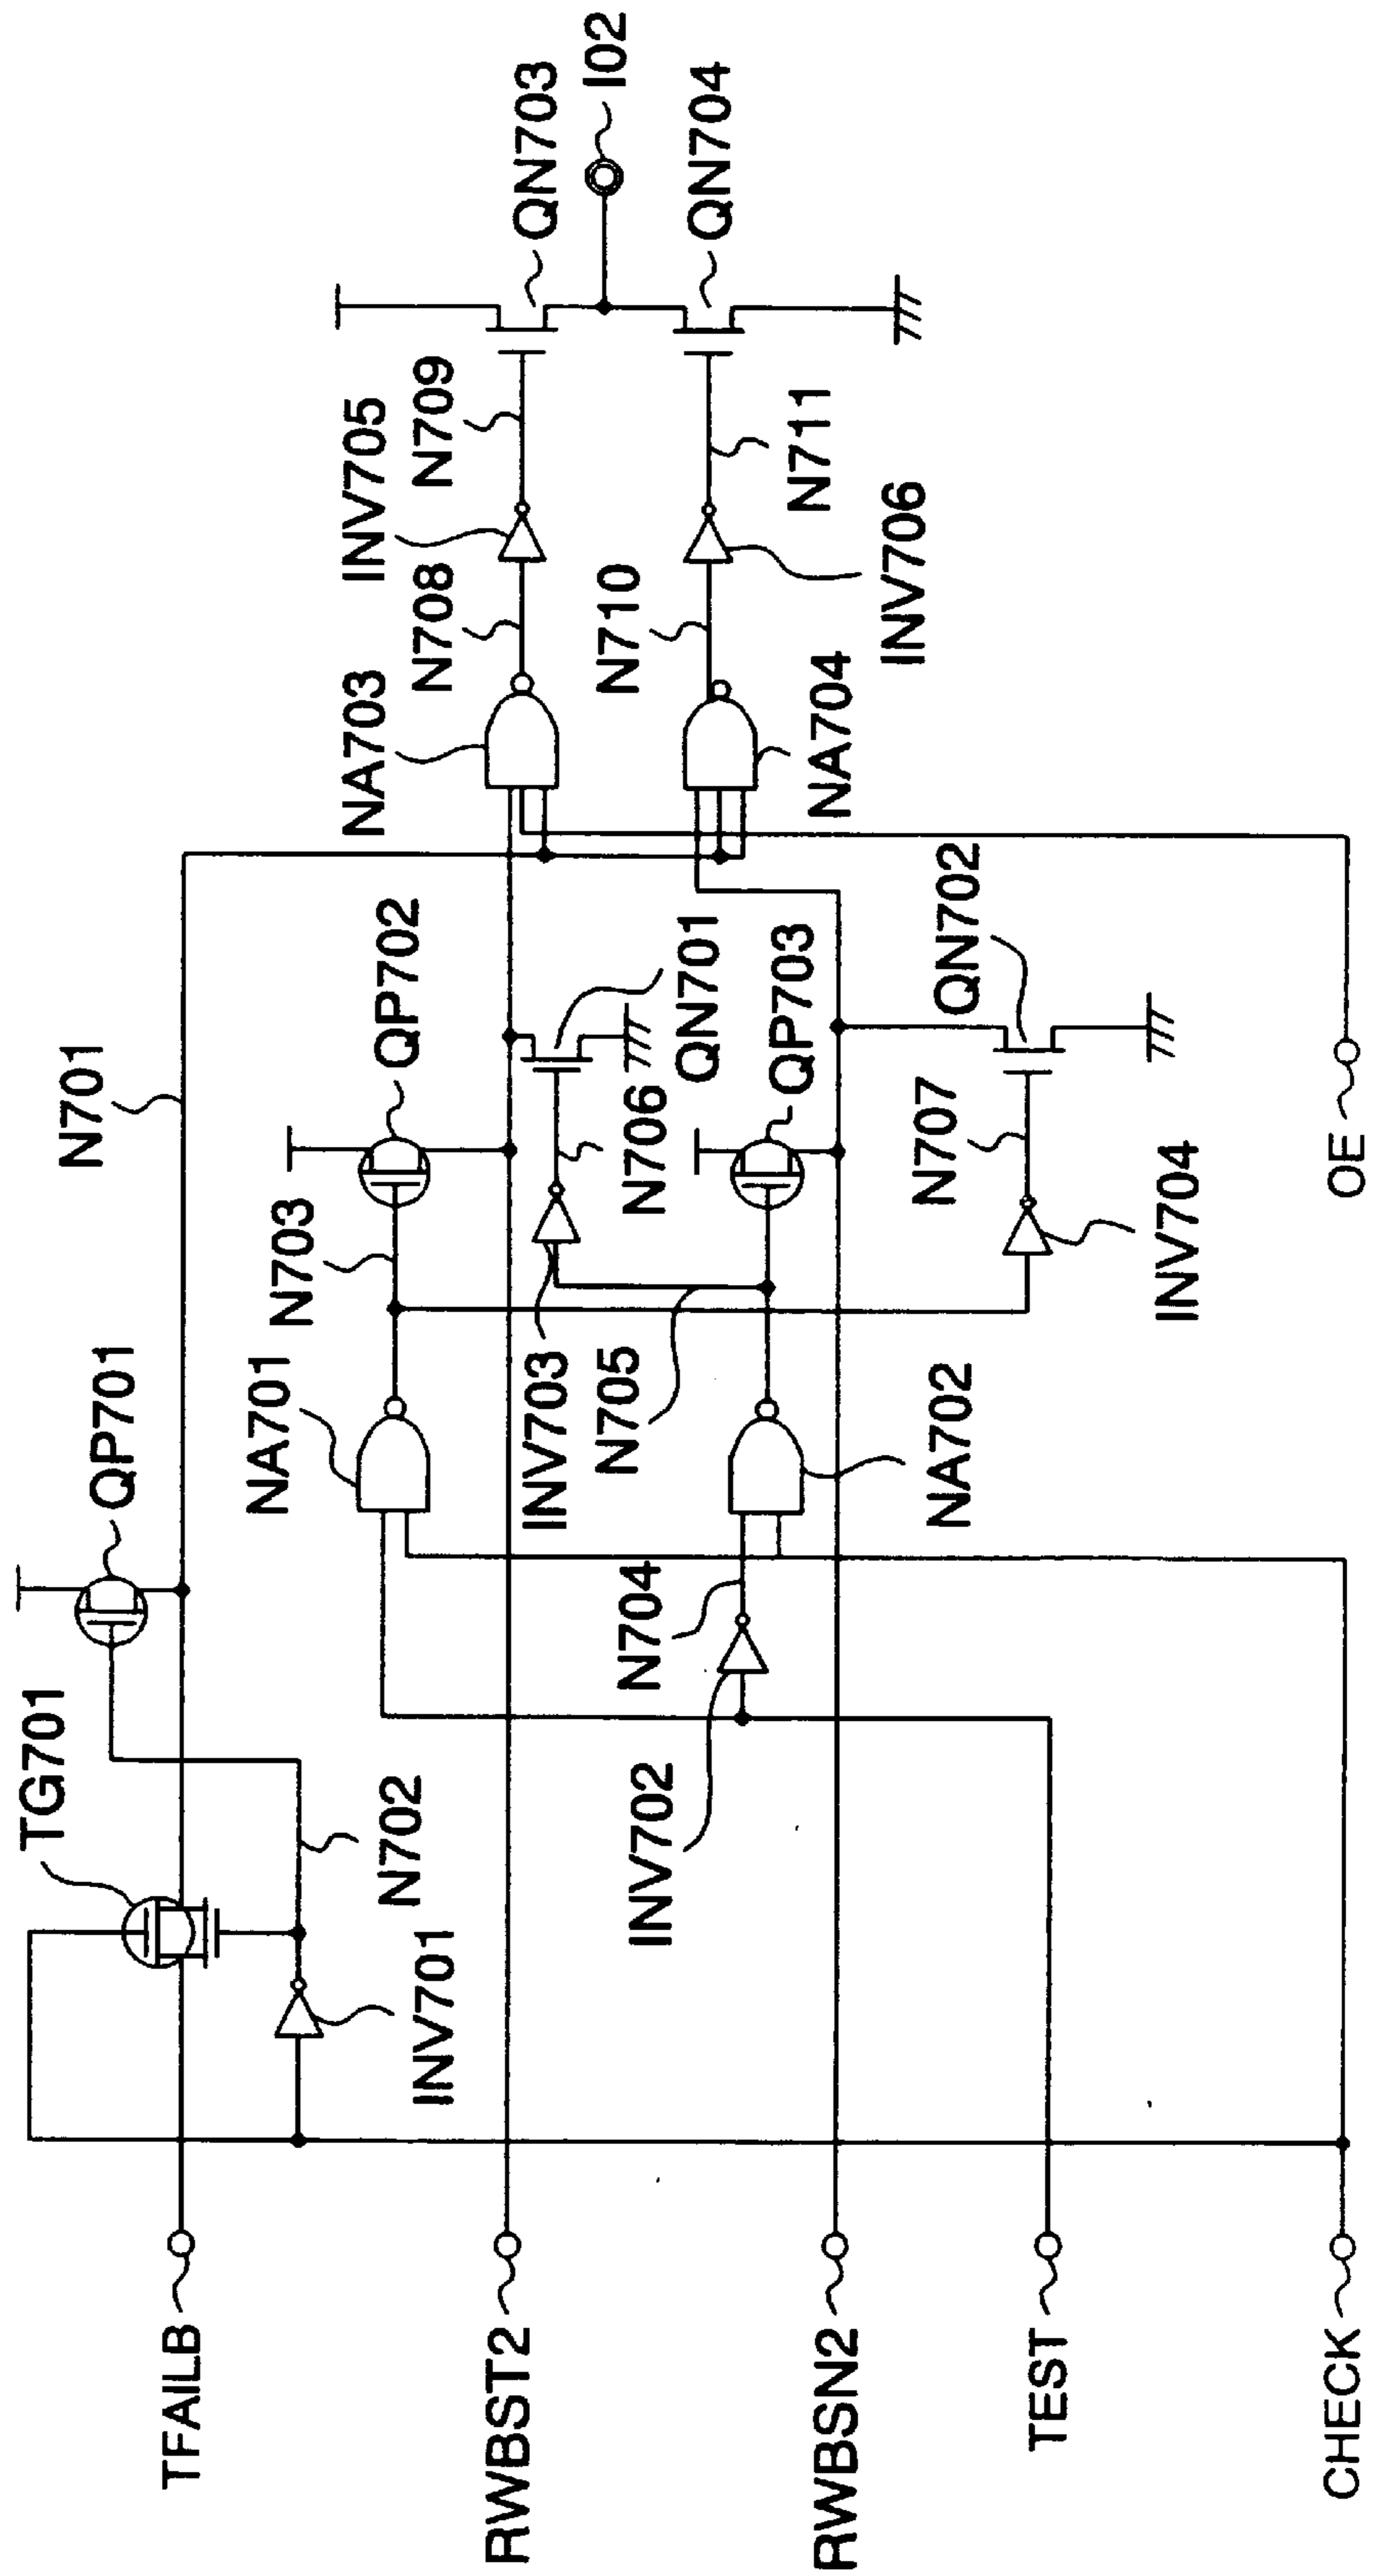 TFAILB
RWBST2
RWBSN2
TEST
CHECK
TG701
INV701
N702
QP701
N701
INV702
N704
NA701
NA702
N703
INV703
N705
QP702
N706
QN701
QP703
INV704
N707
QN702
OE
NA703
NA704
N708
N710
INV705
INV706
N709
N711
QN703
QN704
I02